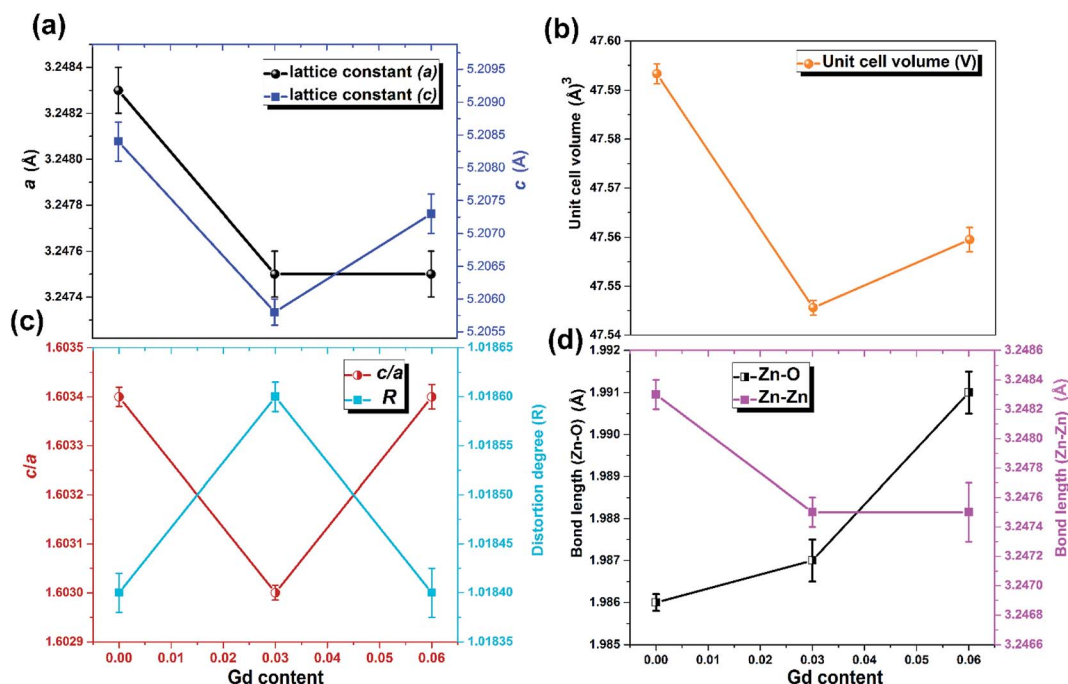 (a)
lattice constant (a)
lattice constant (c)
a (Å)
3.2484
3.2482
3.2480
3.2478
3.2476
3.2474
5.2095
5.2090
5.2085
5.2080
5.2075
5.2070
5.2065
5.2060
5.2055
c (Å)
(b)
Unit cell volume (V)
Unit cell volume (Å)3
47.60
47.59
47.58
47.57
47.56
47.55
47.54
(c)
c/a
R
c/a
1.6035
1.6034
1.6033
1.6032
1.6031
1.6030
1.6029
1.01865
1.01860
1.01855
1.01850
1.01845
1.01840
1.01835
Distortion degree (R)
0.00 0.01 0.02 0.03 0.04 0.05 0.06
Gd content
(d)
Zn-O
Zn-Zn
Bond length (Zn-O) (Å)
1.992
1.991
1.990
1.989
1.988
1.987
1.986
1.985
3.2486
3.2484
3.2482
3.2480
3.2478
3.2476
3.2474
3.2472
3.2470
3.2468
3.2466
Bond length (Zn-Zn) (Å)
0.00 0.01 0.02 0.03 0.04 0.05 0.06
Gd content